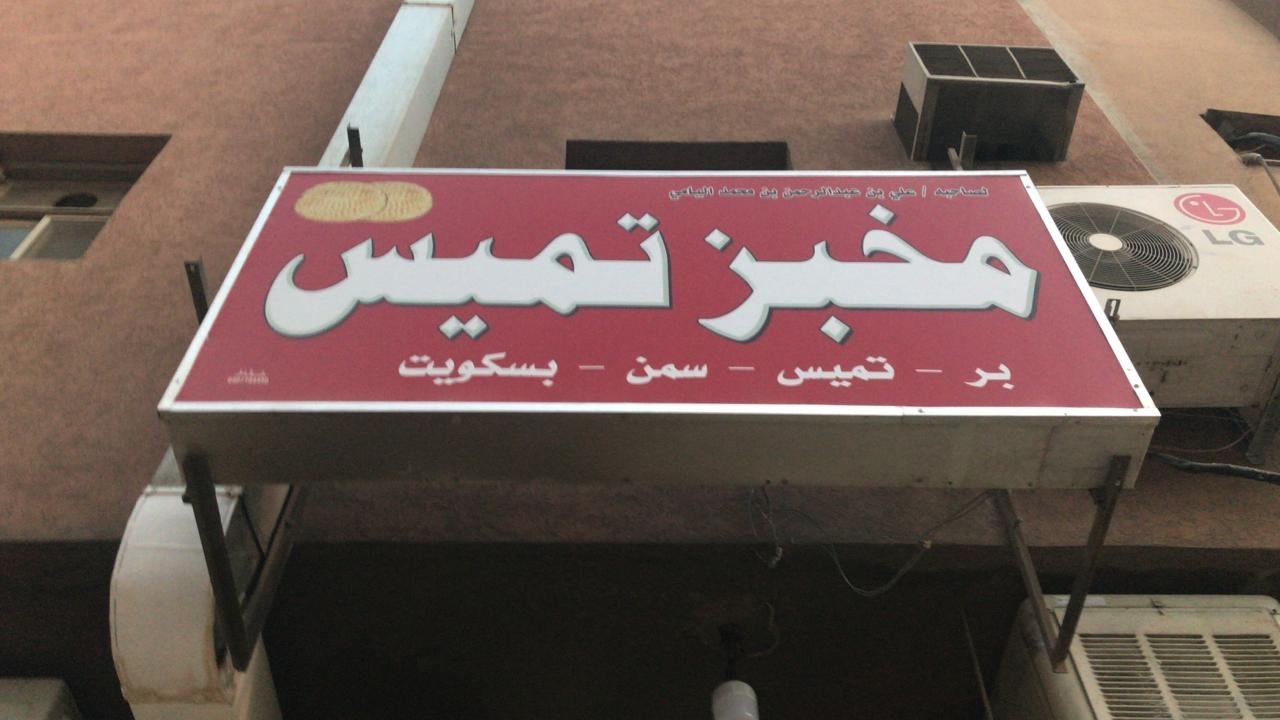 لصاحبه / علي بن عبدالرحمن بن محمد اليامي
مخبز تميس
بر - تميس - سمن - بسكويت
LG